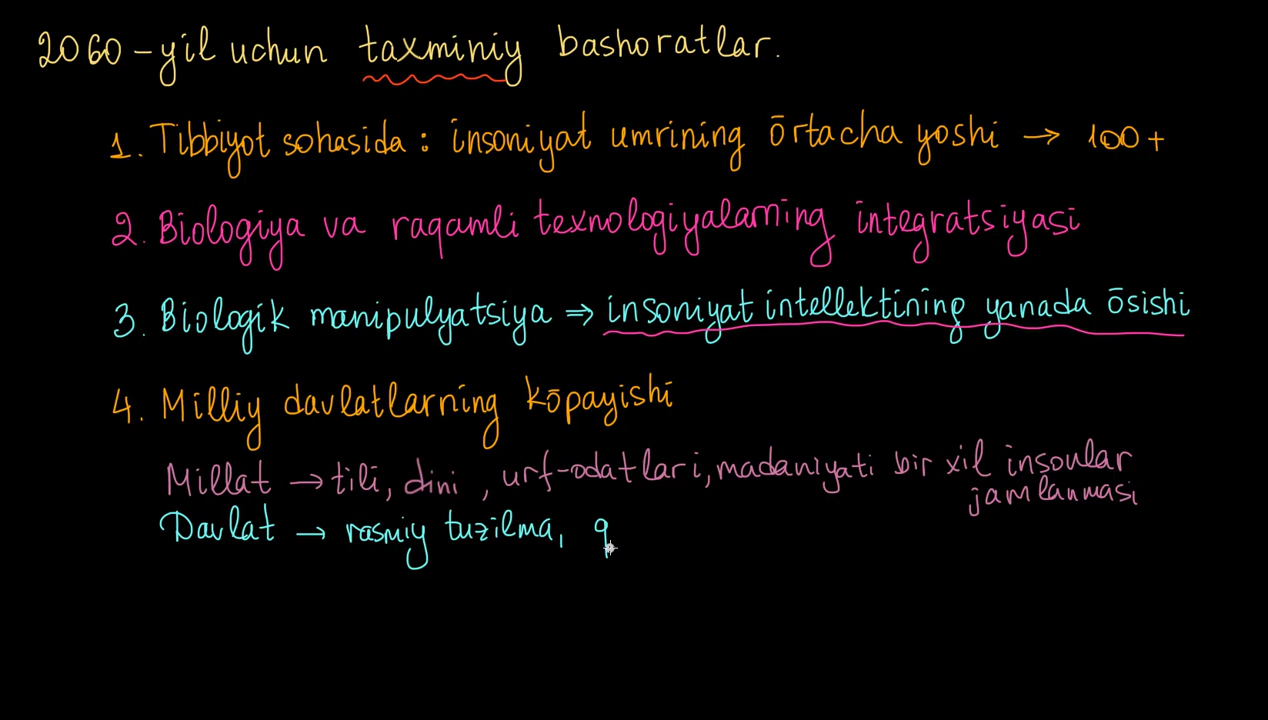 2060-yil uchun taxminiy bashoratlar.
1. Tibbiyot sohasida: insoniyat umrining ōrtacha yoshi → 100+
2. Biologiya va raqamli texnologiyalarning integratsiyasi
3. Biologik manipulyatsiya ⇒ insoniyat intellektining yanada ōsishi
4. Milliy davlatlarning kōpayishi
Millat → tili, dini, urf-odatlari, madaniyati bir xil insonlar
jamlanmasi
Davlat → rasmiy tuzilma, q